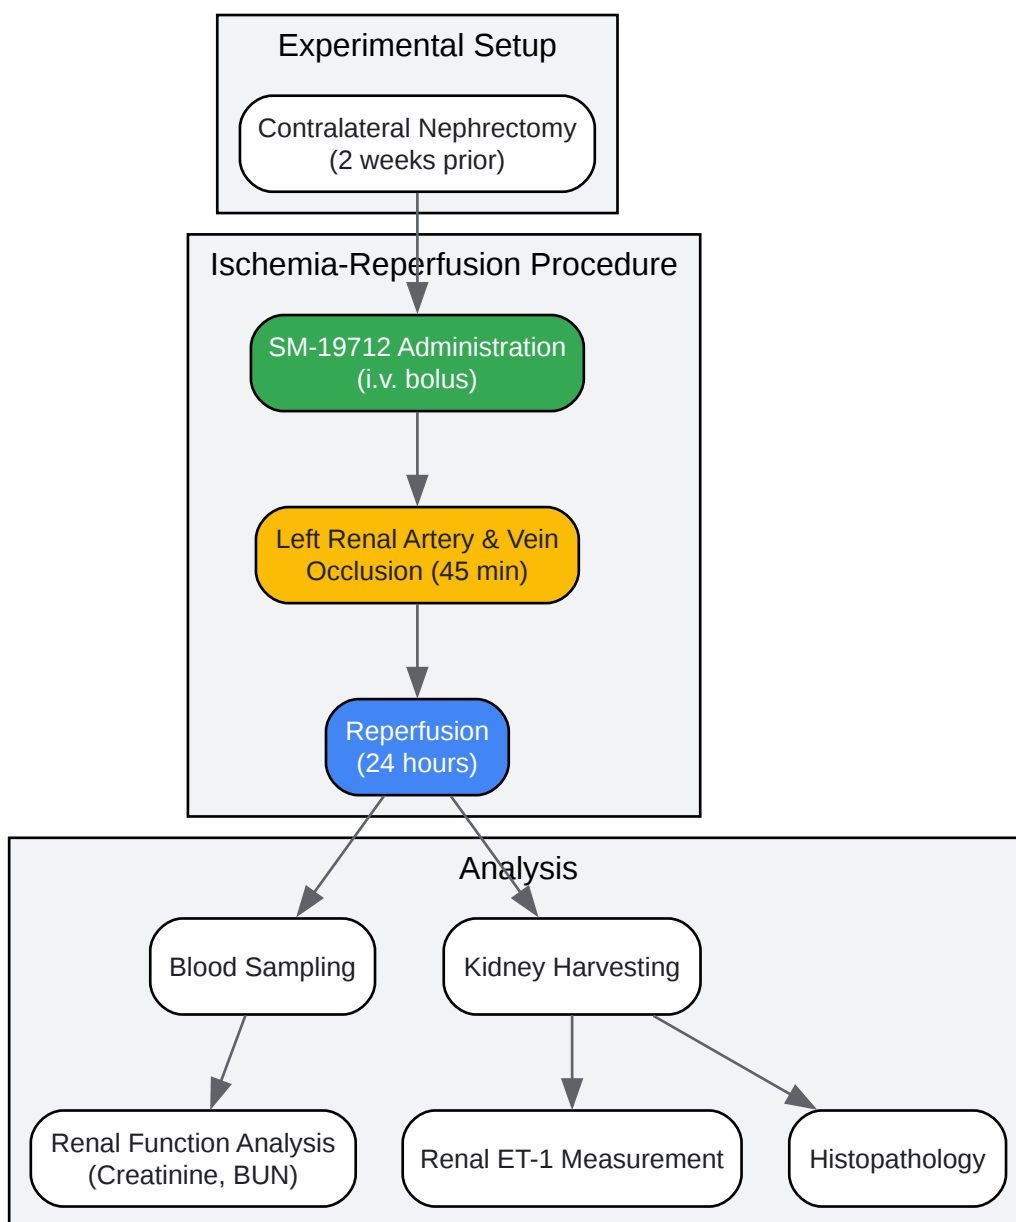 Experimental Setup
Contralateral Nephrectomy
(2 weeks prior)
Ischemia-Reperfusion Procedure
SM-19712 Administration
(i.v. bolus)
Left Renal Artery & Vein
Occlusion (45 min)
Reperfusion
(24 hours)
Analysis
Blood Sampling
Kidney Harvesting
Renal Function Analysis
(Creatinine, BUN)
Renal ET-1 Measurement
Histopathology